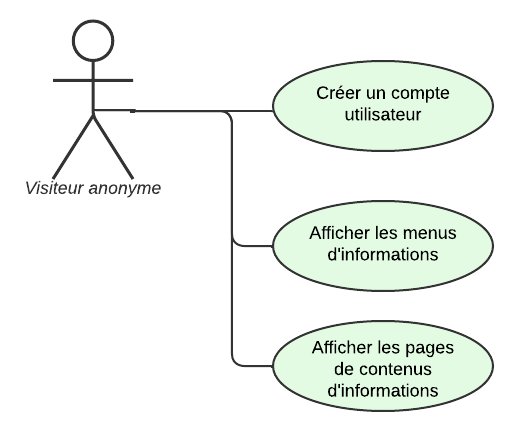 Créer un compte
utilisateur
Visiteur anonyme
Afficher les menus
d'informations
Afficher les pages
de contenus
d'informations